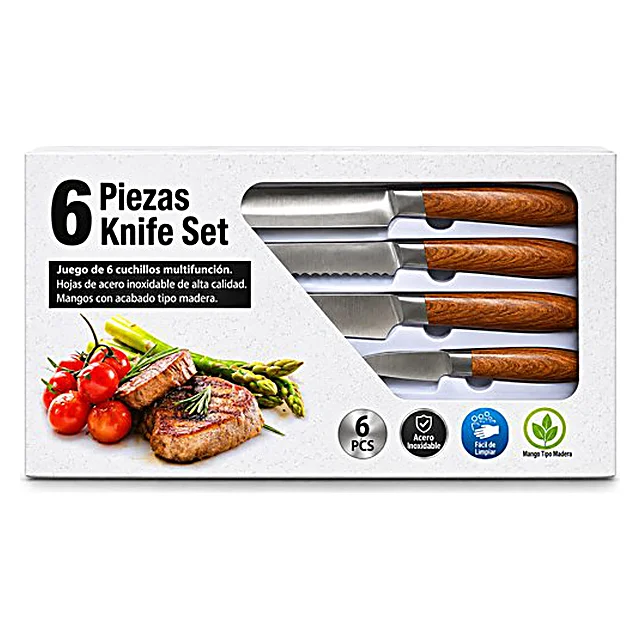 6 Piezas
Knife Set
Juego de 6 cuchillos multifunción.
Hojas de acero inoxidable de alta calidad.
Mangos con acabado tipo madera.
6
PCS
Acero
Inoxidable
Fácil de
Limpiar
Mango Tipo Madera